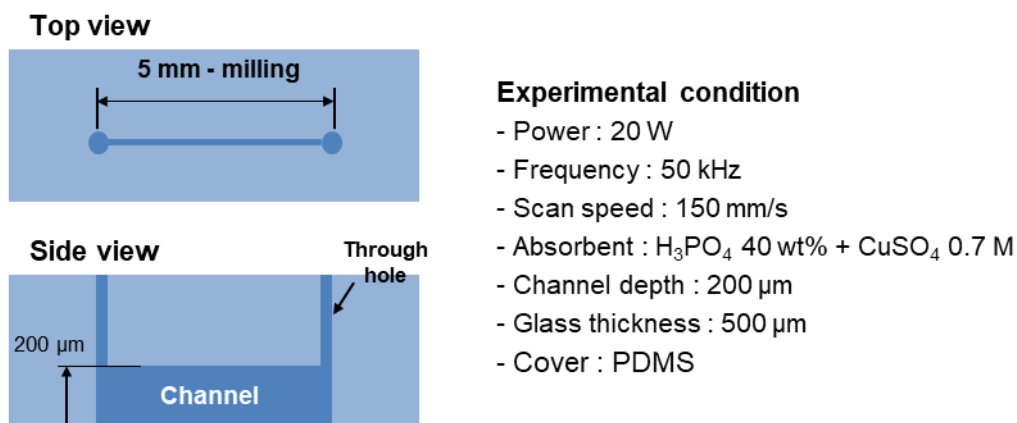 Top view
5 mm - milling
Side view
Through
hole
200 µm
Channel
Experimental condition
- Power : 20 W
- Frequency : 50 kHz
- Scan speed : 150 mm/s
- Absorbent : H₃PO₄ 40 wt% + CuSO₄ 0.7 M
- Channel depth : 200 µm
- Glass thickness : 500 µm
- Cover : PDMS